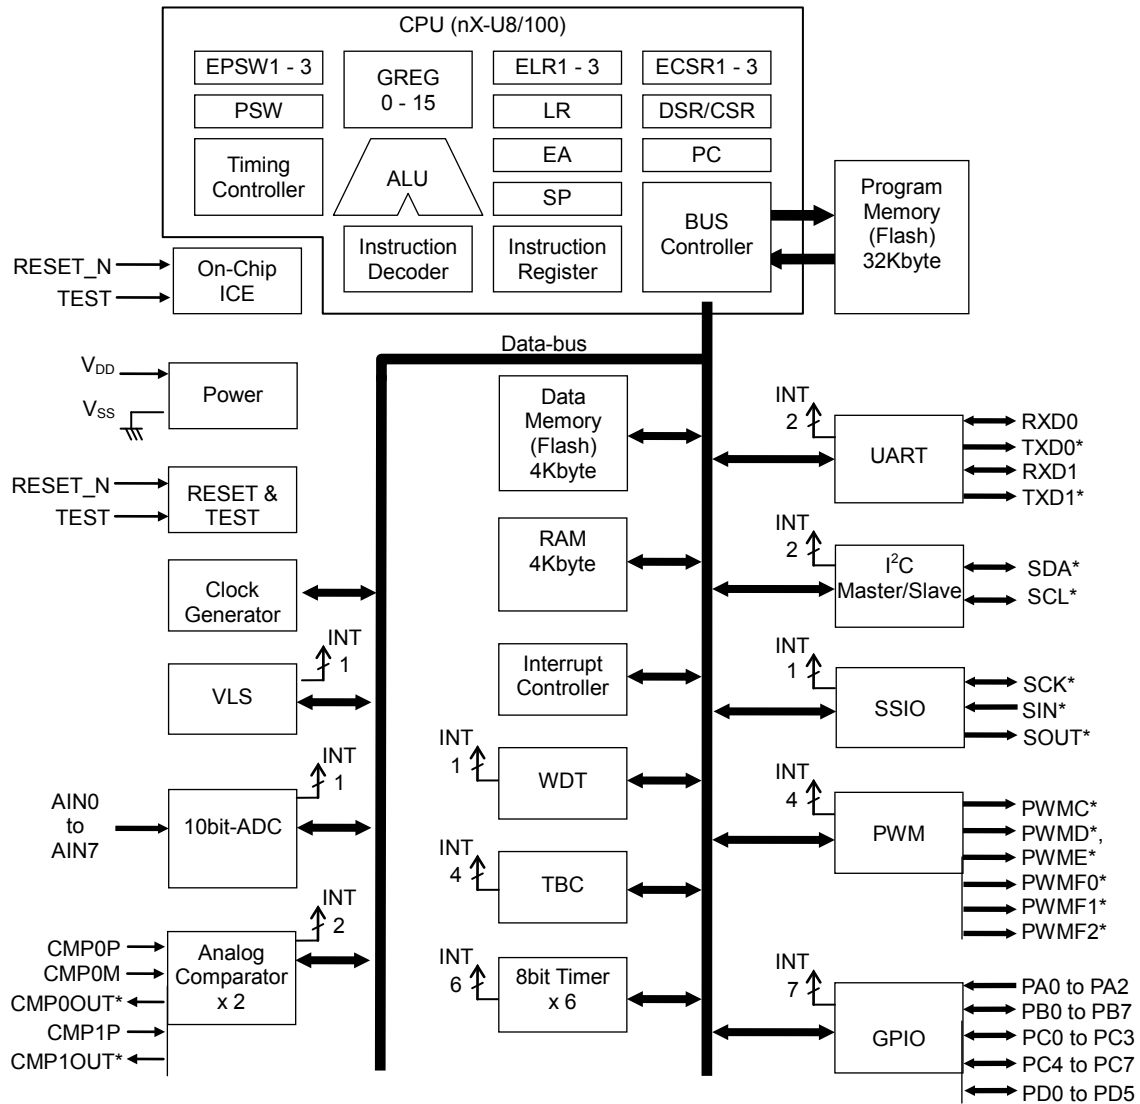 CPU (nX-U8/100)
EPSW1 - 3
GREG
0 - 15
ELR1 - 3
ECSR1 - 3
PSW
LR
DSR/CSR
Timing
Controller
ALU
EA
PC
SP
BUS
Controller
Program
Memory
(Flash)
32Kbyte
Instruction
Decoder
Instruction
Register
RESET_N
TEST
On-Chip
ICE
Data-bus
VDD
VSS
Power
Data
Memory
(Flash)
4Kbyte
INT
2
UART
RXD0
TXD0*
RXD1
TXD1*
RESET_N
TEST
RESET &
TEST
RAM
4Kbyte
INT
2
I2C
Master/Slave
SDA*
SCL*
Clock
Generator
INT
1
VLS
Interrupt
Controller
INT
1
SSIO
SCK*
SIN*
SOUT*
INT
1
WDT
AIN0
to
AIN7
INT
1
10bit-ADC
INT
4
PWM
PWMC*
PWMD*,
PWME*
PWMF0*
PWMF1*
PWMF2*
INT
4
TBC
CMP0P
CMP0M
CMP0OUT*
CMP1P
CMP1OUT*
INT
2
Analog
Comparator
x 2
INT
6
8bit Timer
x 6
INT
7
GPIO
PA0 to PA2
PB0 to PB7
PC0 to PC3
PC4 to PC7
PD0 to PD5